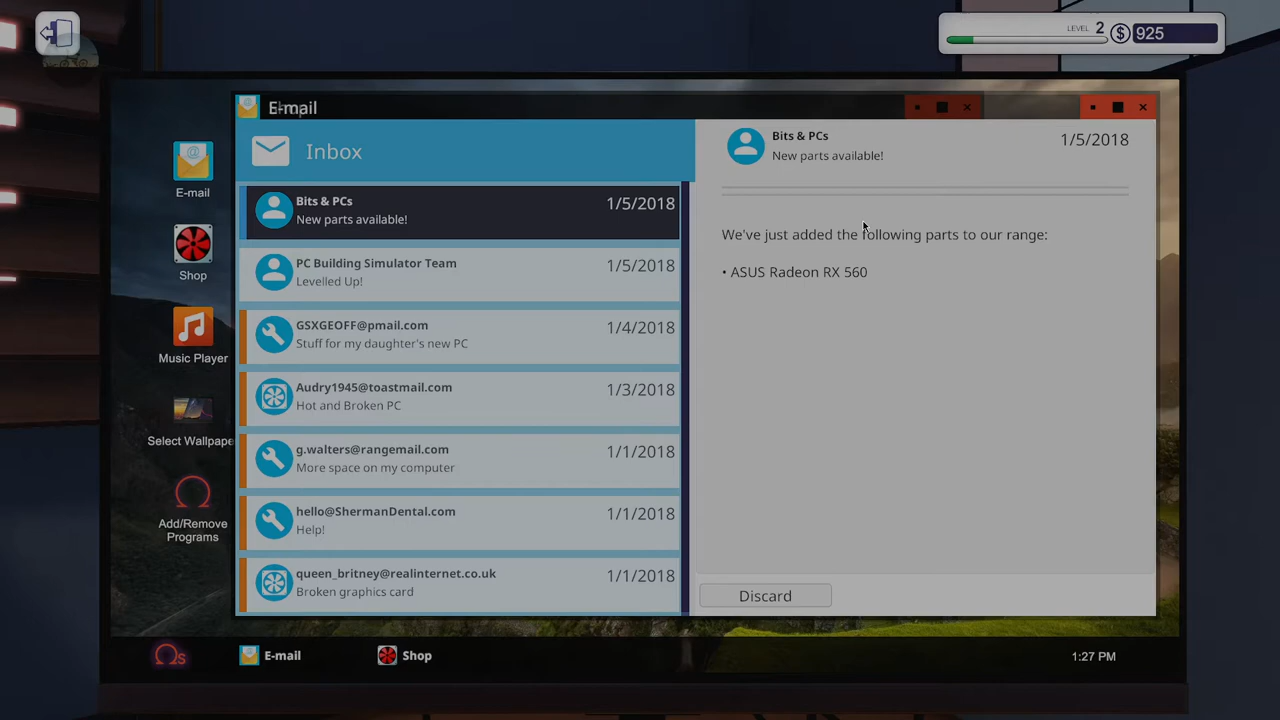 LEVEL 2 $ 925
E-mail
Inbox
Bits & PCs
New parts available!
1/5/2018
PC Building Simulator Team
Levelled Up!
1/5/2018
GSXGEOFF@pmail.com
Stuff for my daughter's new PC
1/4/2018
Audry1945@toastmail.com
Hot and Broken PC
1/3/2018
g.walters@rangemail.com
More space on my computer
1/1/2018
hello@ShermanDental.com
Help!
1/1/2018
queen_britney@realinternet.co.uk
Broken graphics card
1/1/2018
Bits & PCs
New parts available!
1/5/2018
We've just added the following parts to our range:
• ASUS Radeon RX 560
Discard
E-mail
Shop
Music Player
Select Wallpape
Add/Remove
Programs
Ωs
E-mail
Shop
1:27 PM